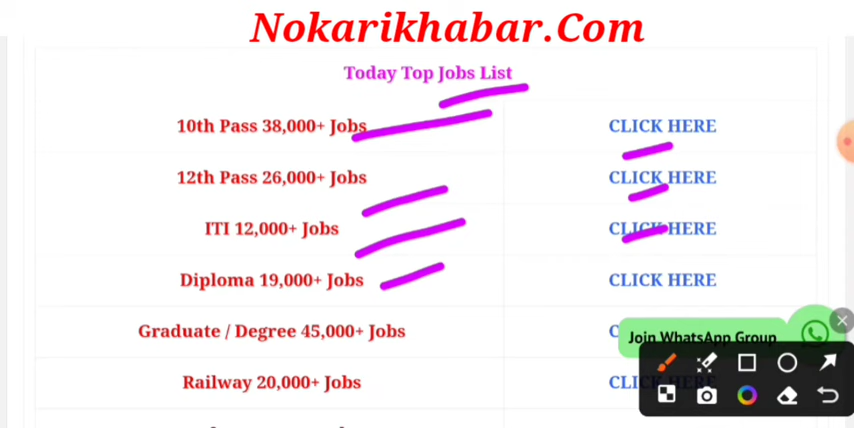 Nokarikhabar.Com
Today Top Jobs List
10th Pass 38,000+ Jobs CLICK HERE
12th Pass 26,000+ Jobs CLICK HERE
ITI 12,000+ Jobs CLICK HERE
Diploma 19,000+ Jobs CLICK HERE
Graduate / Degree 45,000+ Jobs
Join WhatsApp Group
Railway 20,000+ Jobs